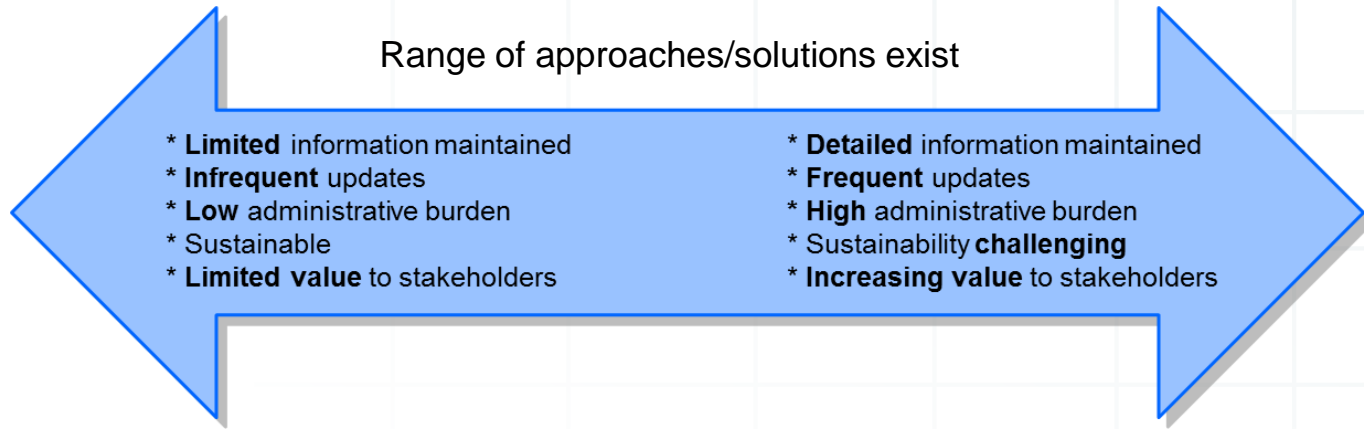 Range of approaches/solutions exist
* Limited information maintained
* Infrequent updates
* Low administrative burden
* Sustainable
* Limited value to stakeholders
* Detailed information maintained
* Frequent updates
* High administrative burden
* Sustainability challenging
* Increasing value to stakeholders